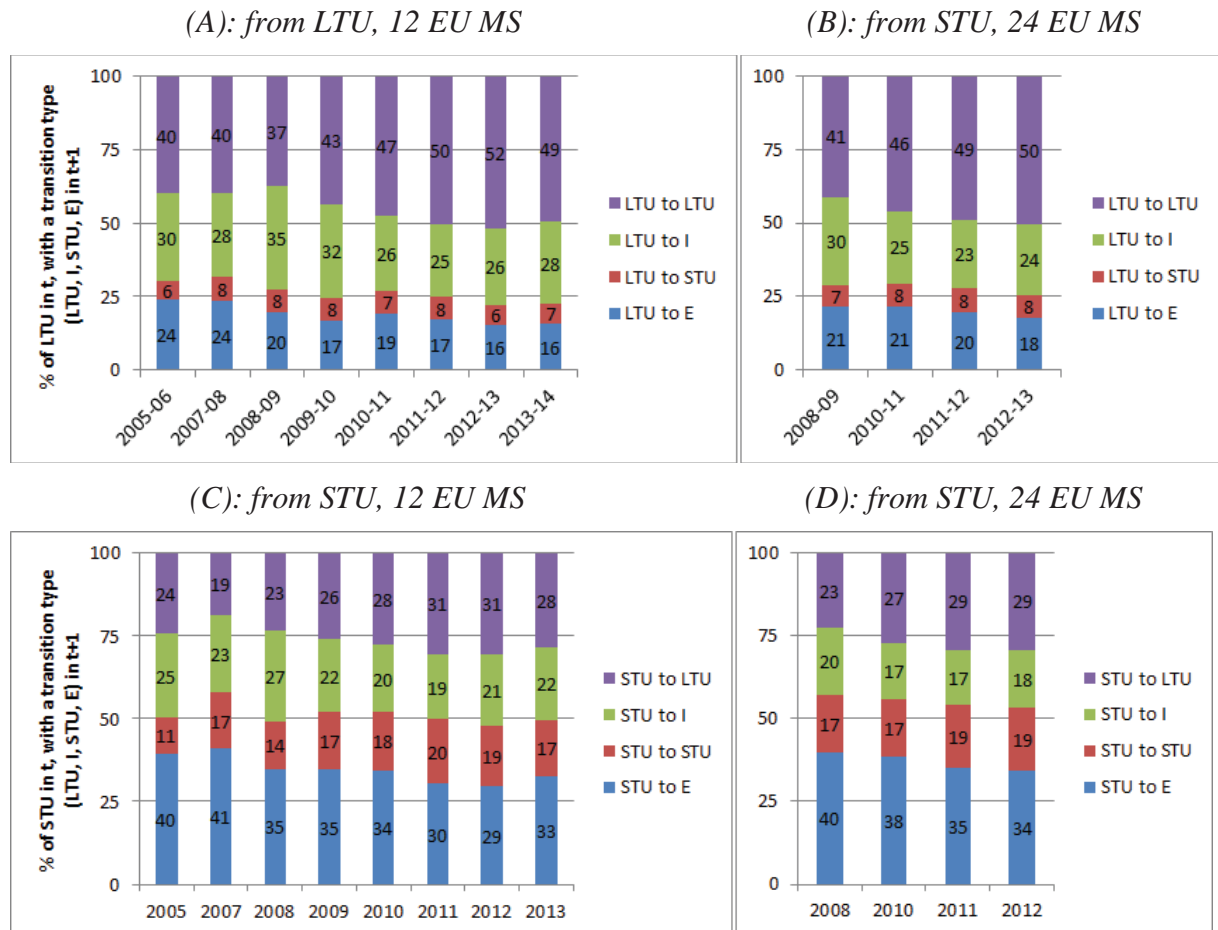 (A): from LTU, 12 EU MS
% of LTU in t, with a transition type
(LTU, I, STU, E) in t+1
100
75
50
25
0
40 40 37 43 47 50 52 49
30 28 35 32 26 25 26 28
6 8 8 8 7 8 6 7
24 24 20 17 19 17 16 16
2005-06 2007-08 2008-09 2009-10 2010-11 2011-12 2012-13 2013-14
LTU to LTU
LTU to I
LTU to STU
LTU to E
(B): from STU, 24 EU MS
100
75
50
25
0
41 46 49 50
30 25 23 24
7 8 8 8
21 21 20 18
2008-09 2010-11 2011-12 2012-13
LTU to LTU
LTU to I
LTU to STU
LTU to E
(C): from STU, 12 EU MS
% of STU in t, with a transition type
(LTU, I, STU, E) in t+1
100
75
50
25
0
24 19 23 26 28 31 31 28
25 23 27 22 20 19 21 22
11 17 14 17 18 20 19 17
40 41 35 35 34 30 29 33
2005 2007 2008 2009 2010 2011 2012 2013
STU to LTU
STU to I
STU to STU
STU to E
(D): from STU, 24 EU MS
100
75
50
25
0
23 27 29 29
20 17 17 18
17 17 19 19
40 38 35 34
2008 2010 2011 2012
STU to LTU
STU to I
STU to STU
STU to E